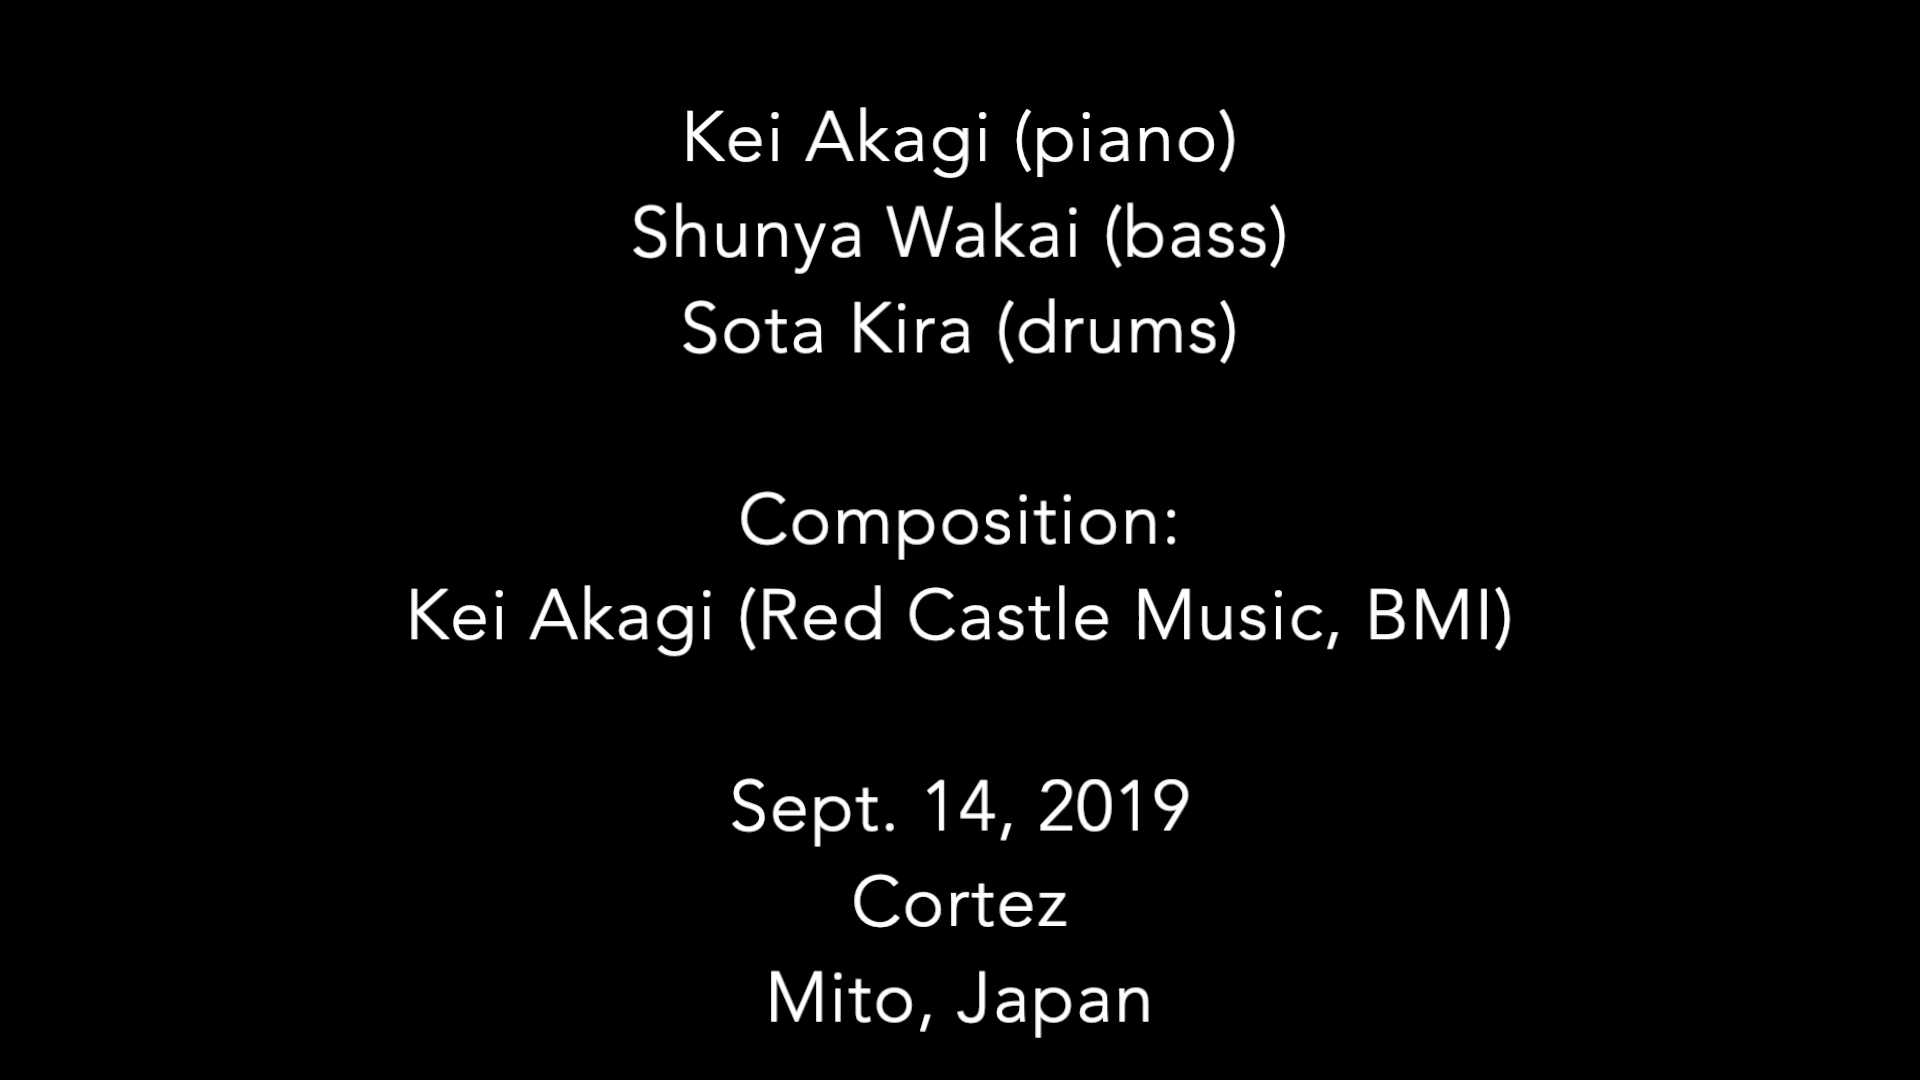 Kei Akagi (piano)
Shunya Wakai (bass)
Sota Kira (drums)
Composition:
Kei Akagi (Red Castle Music, BMI)
Sept. 14, 2019
Cortez
Mito, Japan